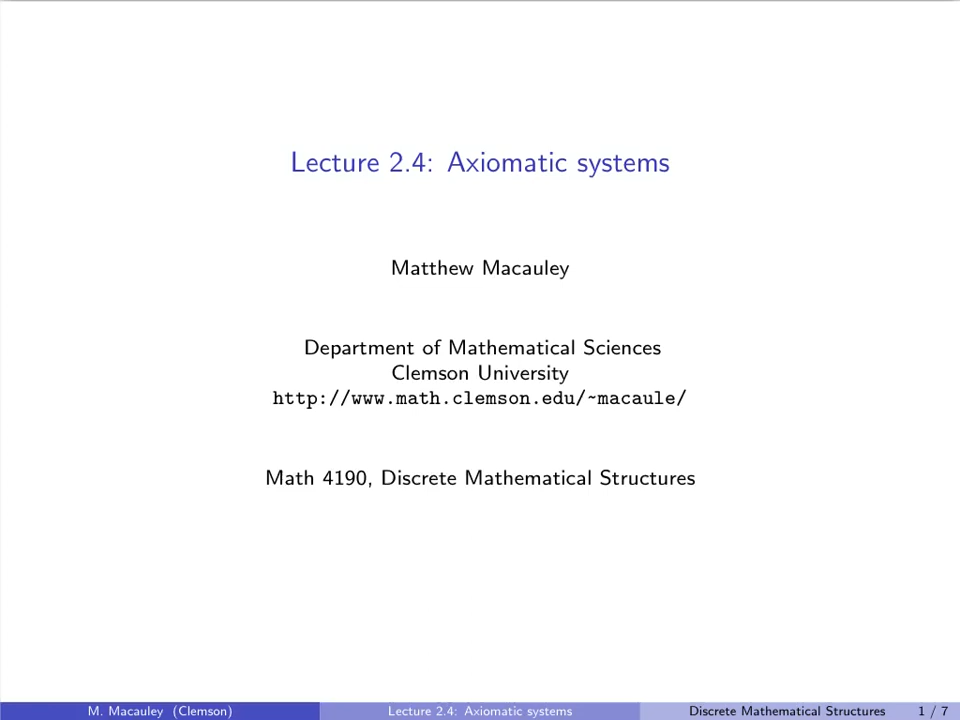 Lecture 2.4: Axiomatic systems
Matthew Macauley
Department of Mathematical Sciences
Clemson University
http://www.math.clemson.edu/~macaule/
Math 4190, Discrete Mathematical Structures
M. Macauley (Clemson) Lecture 2.4: Axiomatic systems Discrete Mathematical Structures 1 / 7